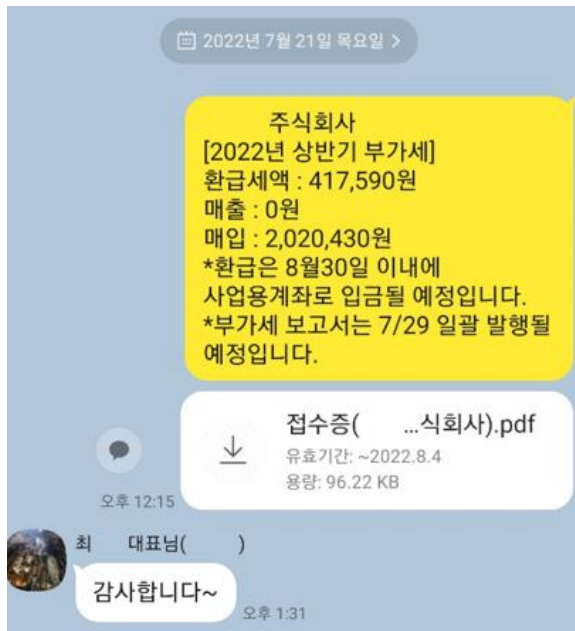 2022년 7월 21일 목요일 >
주식회사
[2022년 상반기 부가세]
환급세액 : 417,590원
매출 : 0원
매입 : 2,020,430원
*환급은 8월30일 이내에
사업용계좌로 입금될 예정입니다.
*부가세 보고서는 7/29 일괄 발행될
예정입니다.
접수증( ...식회사).pdf
유효기간: ~2022.8.4
용량: 96.22 KB
오후 12:15
최 대표님( )
감사합니다~
오후 1:31